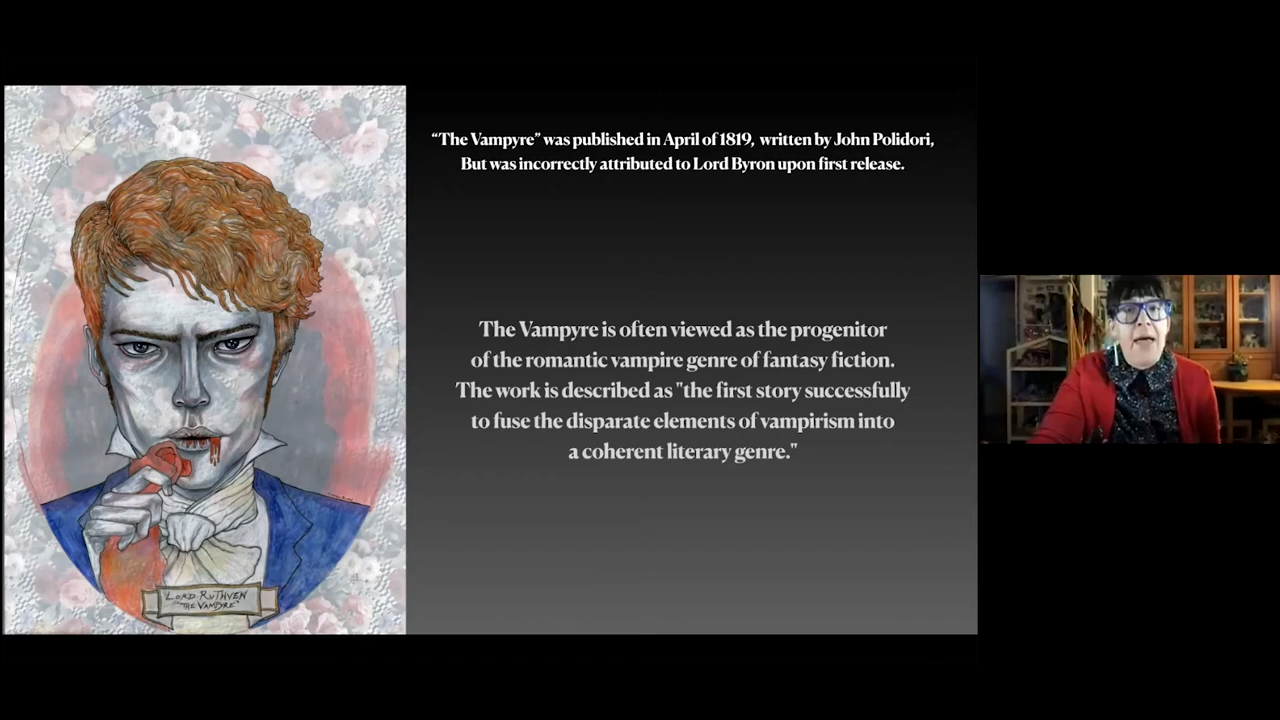 “The Vampyre” was published in April of 1819, written by John Polidori,
But was incorrectly attributed to Lord Byron upon first release.
The Vampyre is often viewed as the progenitor
of the romantic vampire genre of fantasy fiction.
The work is described as "the first story successfully
to fuse the disparate elements of vampirism into
a coherent literary genre."
LORD RUTHVEN
"THE VAMPYRE"